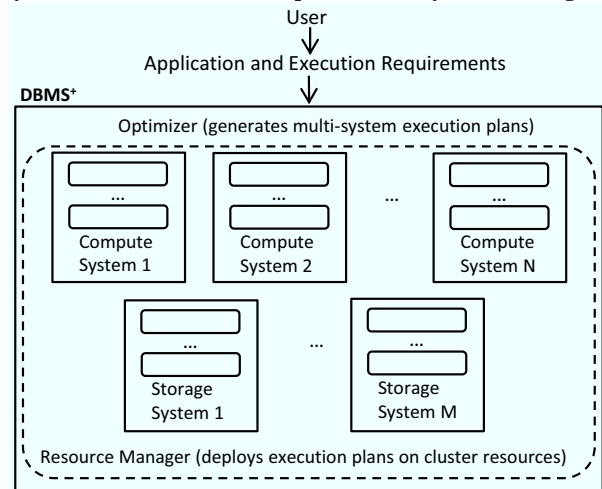 User
Application and Execution Requirements
DBMS+
Optimizer (generates multi-system execution plans)
...
...
...
...
Compute
System 1
Compute
System 2
Compute
System N
...
...
...
Storage
System 1
Storage
System M
Resource Manager (deploys execution plans on cluster resources)